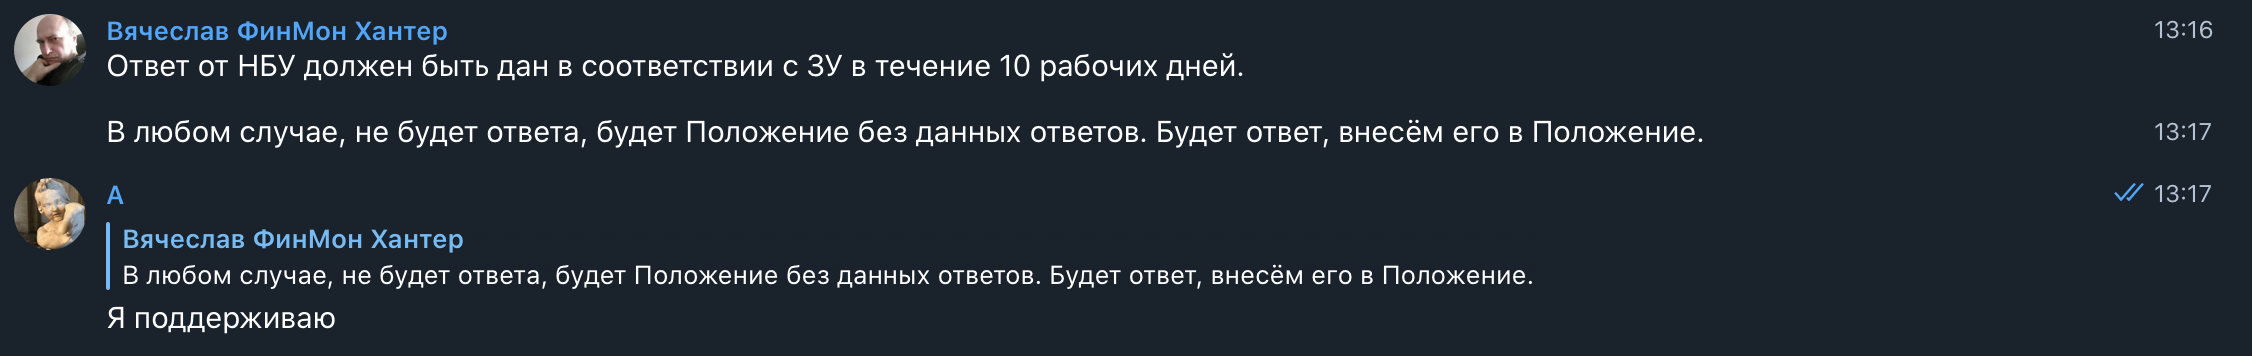 Вячеслав ФинМон Хантер 13:16
Ответ от НБУ должен быть дан в соответствии с ЗУ в течение 10 рабочих дней.
В любом случае, не будет ответа, будет Положение без данных ответов. Будет ответ, внесём его в Положение. 13:17
А 13:17
Вячеслав ФинМон Хантер
В любом случае, не будет ответа, будет Положение без данных ответов. Будет ответ, внесём его в Положение.
Я поддерживаю